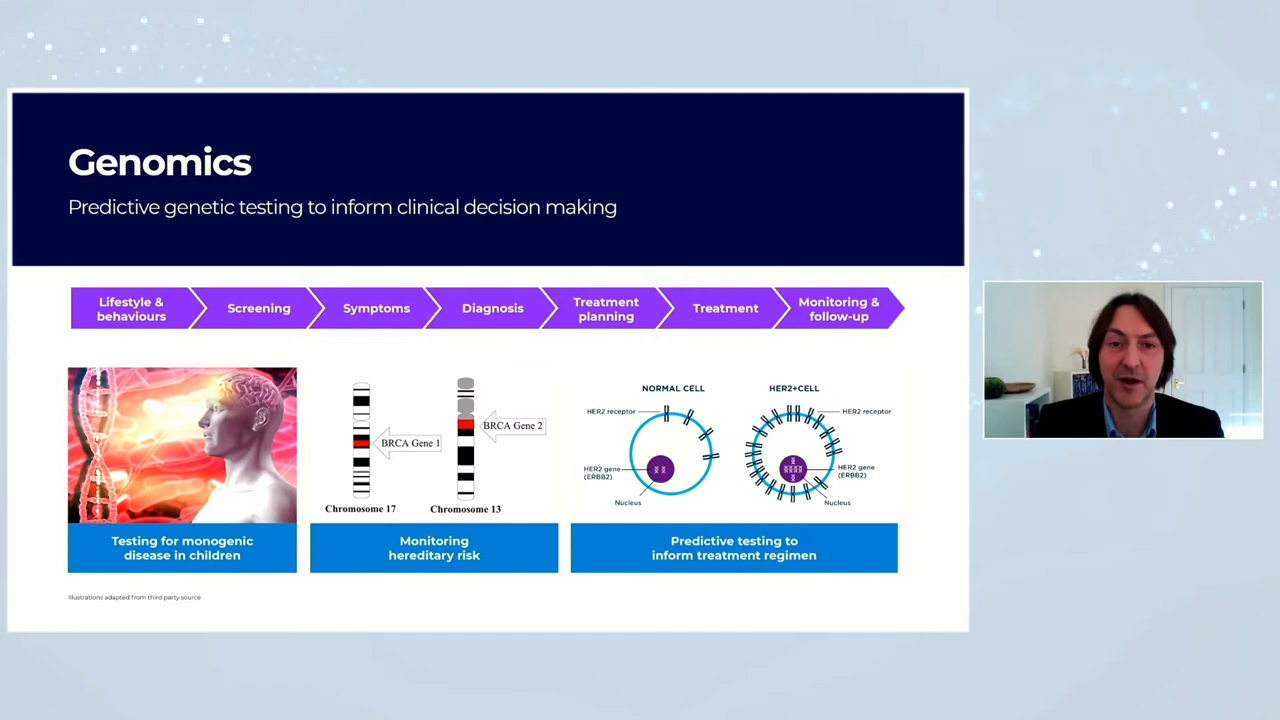 Genomics
Predictive genetic testing to inform clinical decision making
Lifestyle &
behaviours
Screening
Symptoms
Diagnosis
Treatment
planning
Treatment
Monitoring &
follow-up
BRCA Gene 1
Chromosome 17
BRCA Gene 2
Chromosome 13
NORMAL CELL
HER2 receptor
HER2 gene
(ERBB2)
Nucleus
HER2+CELL
HER2 receptor
HER2 gene
(ERBB2)
Nucleus
Testing for monogenic
disease in children
Monitoring
hereditary risk
Predictive testing to
inform treatment regimen
Illustrations adapted from third party source